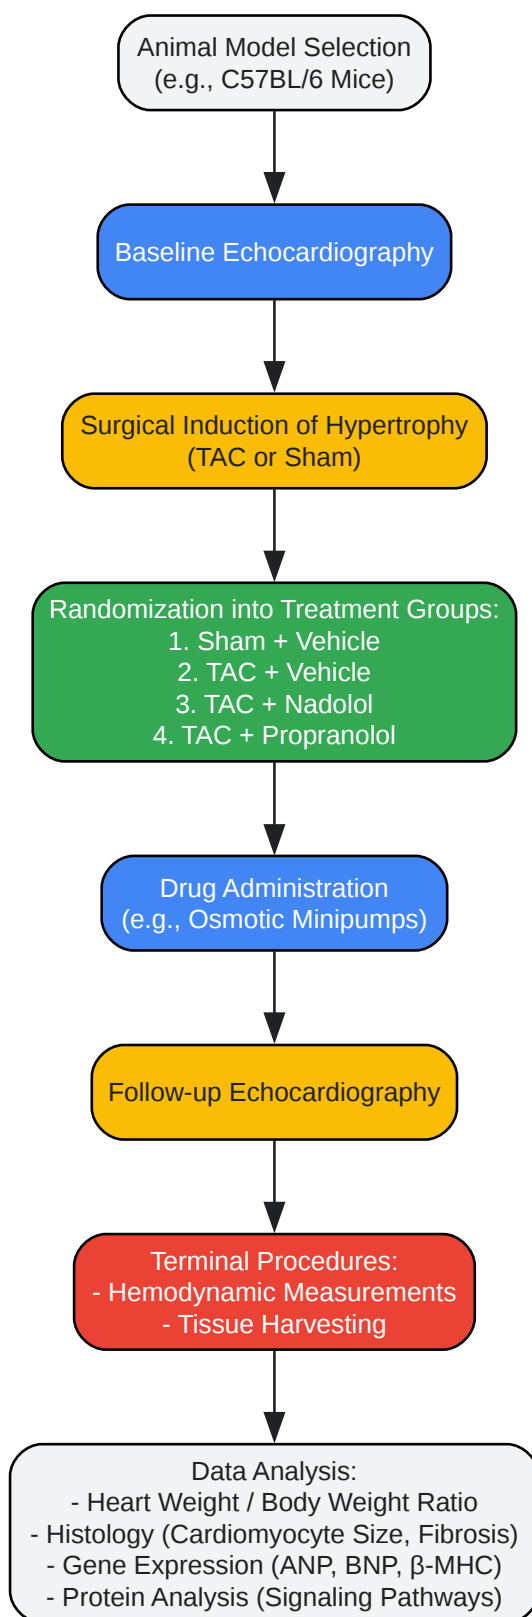 Animal Model Selection
(e.g., C57BL/6 Mice)
Baseline Echocardiography
Surgical Induction of Hypertrophy
(TAC or Sham)
Randomization into Treatment Groups:
1. Sham + Vehicle
2. TAC + Vehicle
3. TAC + Nadolol
4. TAC + Propranolol
Drug Administration
(e.g., Osmotic Minipumps)
Follow-up Echocardiography
Terminal Procedures:
- Hemodynamic Measurements
- Tissue Harvesting
Data Analysis:
- Heart Weight / Body Weight Ratio
- Histology (Cardiomyocyte Size, Fibrosis)
- Gene Expression (ANP, BNP, β-MHC)
- Protein Analysis (Signaling Pathways)